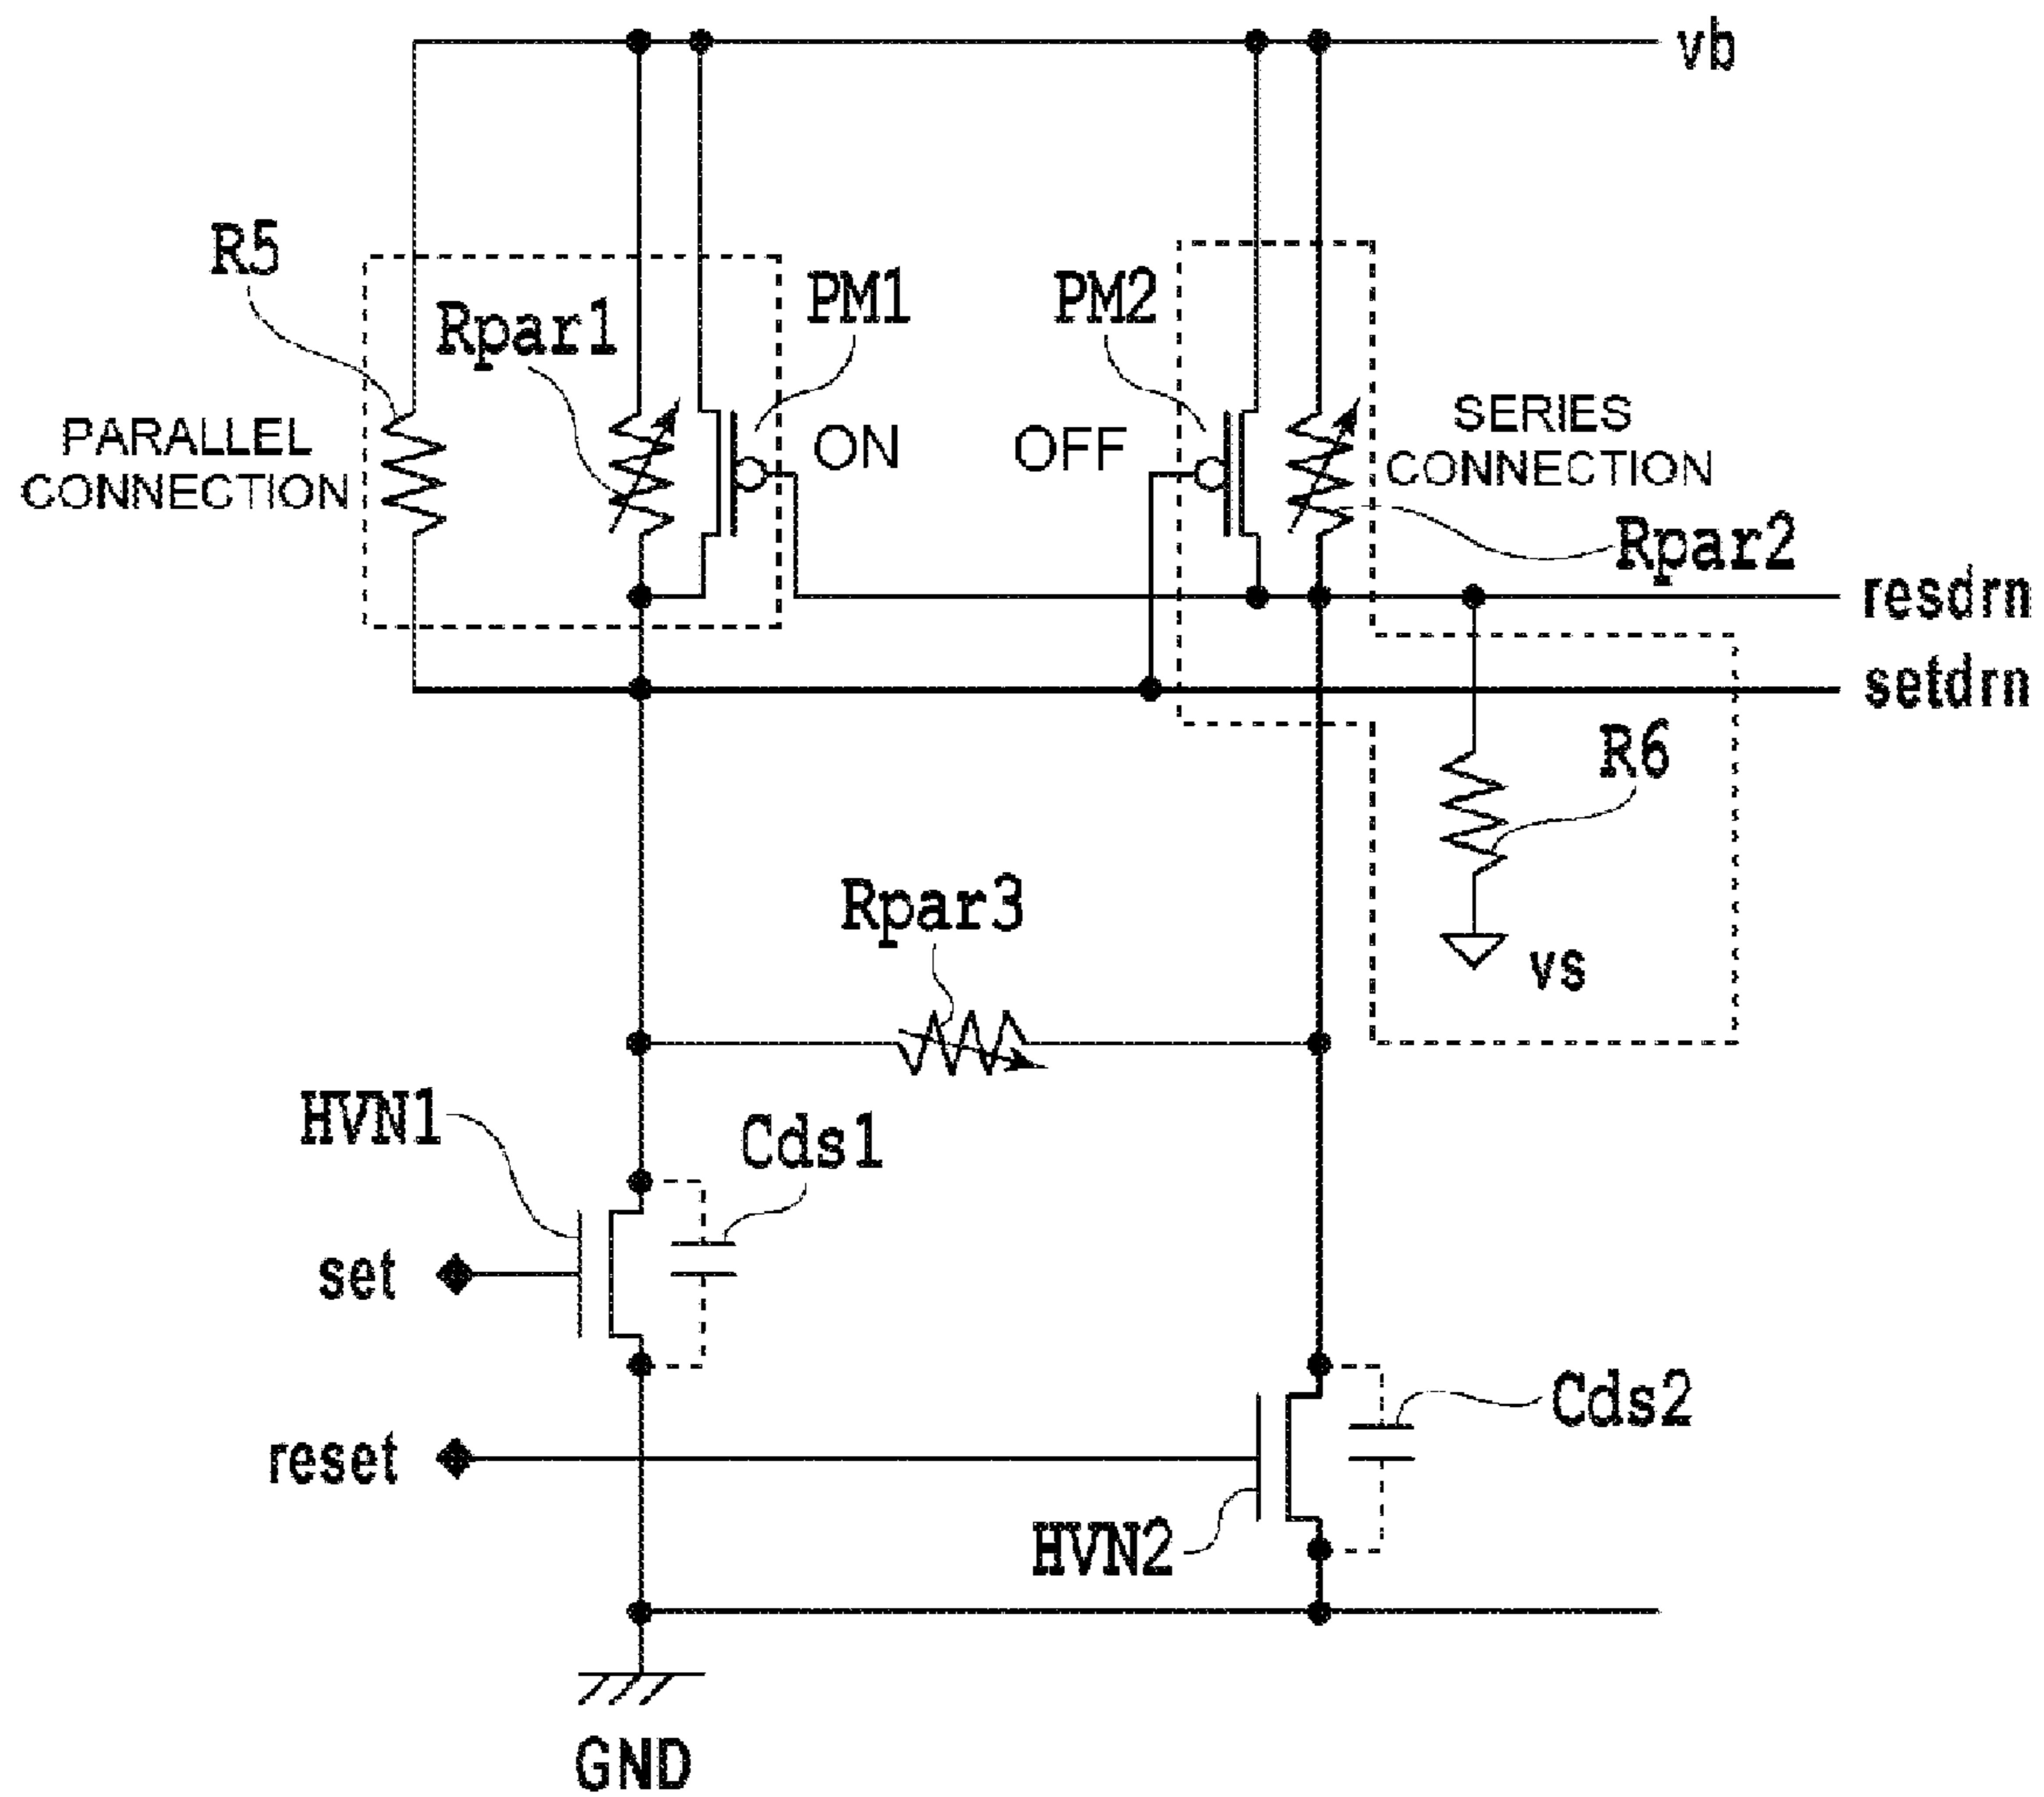 vb
R5
Rpar1
PM1
PM2
PARALLEL
CONNECTION
ON
OFF
SERIES
CONNECTION
Rpar2
resdrn
setdrn
R6
vs
Rpar3
HVN1
Cds1
set
reset
Cds2
HVN2
GND